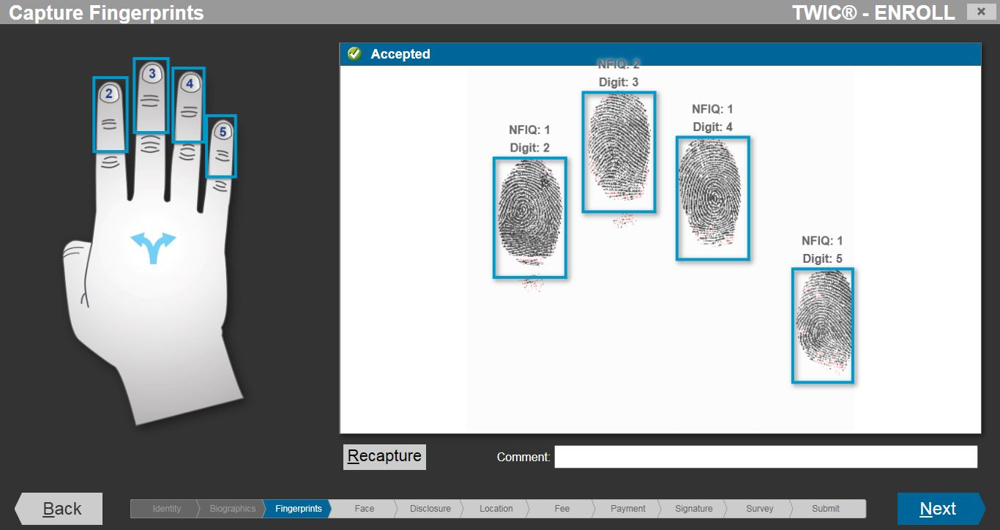 Capture Fingerprints
TWIC® - ENROLL
Accepted
2
3
4
5
NFIQ: 2
Digit: 3
NFIQ: 1
Digit: 4
NFIQ: 1
Digit: 2
NFIQ: 1
Digit: 5
Recapture
Comment:
Back
Identity
Biographics
Fingerprints
Face
Disclosure
Location
Fee
Payment
Signature
Survey
Submit
Next